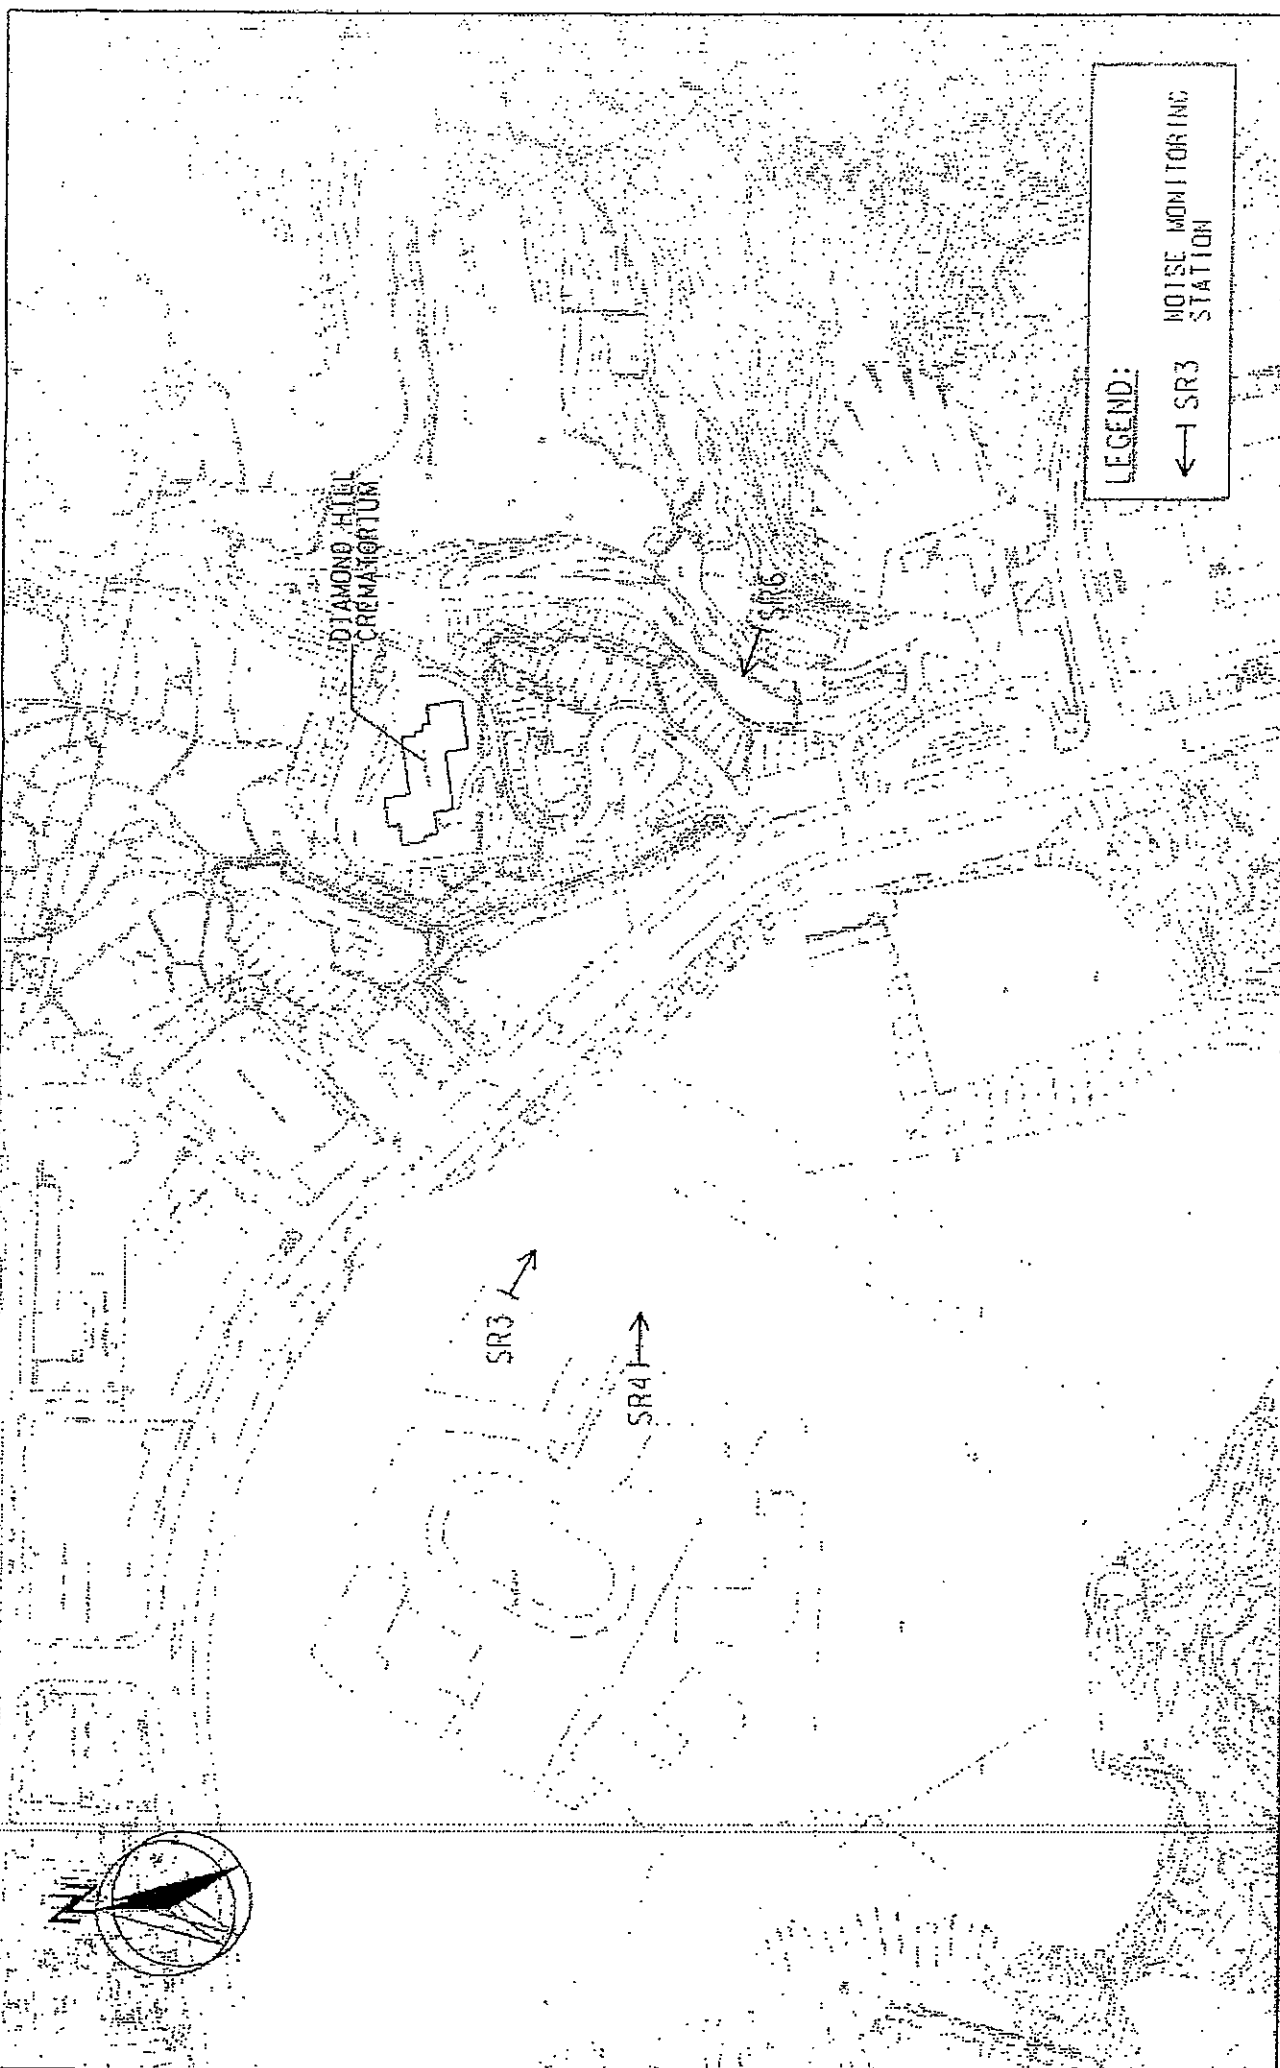 DIAMOND HILL
CREMATORIUM
SR6
SR3
SR4
N
LEGEND:
SR3
NOISE MONITORING
STATION